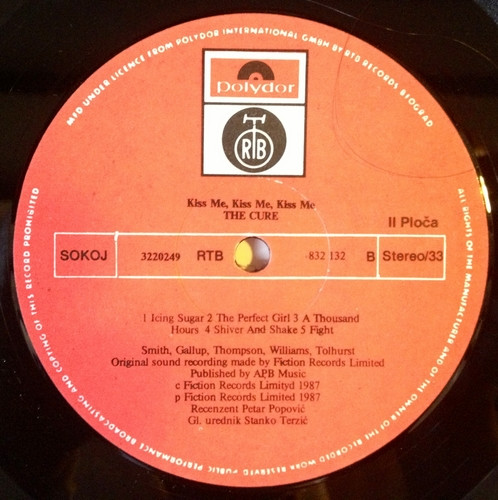 MFD UNDER LICENCE FROM POLYDOR INTERNATIONAL GMBH BY RTB RECORDS BEOGRAD
polydor
RTB
Kiss Me, Kiss Me, Kiss Me
THE CURE
II Ploča
SOKOJ 3220249 RTB 832 132 B Stereo/33
1 Icing Sugar 2 The Perfect Girl 3 A Thousand
Hours 4 Shiver And Shake 5 Fight
Smith, Gallup, Thompson, Williams, Tolhurst
Original sound recording made by Fiction Records Limited
Published by APB Music
c Fiction Records Limityd 1987
p Fiction Records Limited 1987
Recenzent Petar Popovič
Gl. urednik Stanko Terzič
ALL RIGHTS OF THE MANUFACTURER AND OF THE OWNER OF THE RECORDED WORK RESERVED PUBLIC PERFORMANCE BROADCASTING AND COPYING OF THIS RECORD PROHIBITED